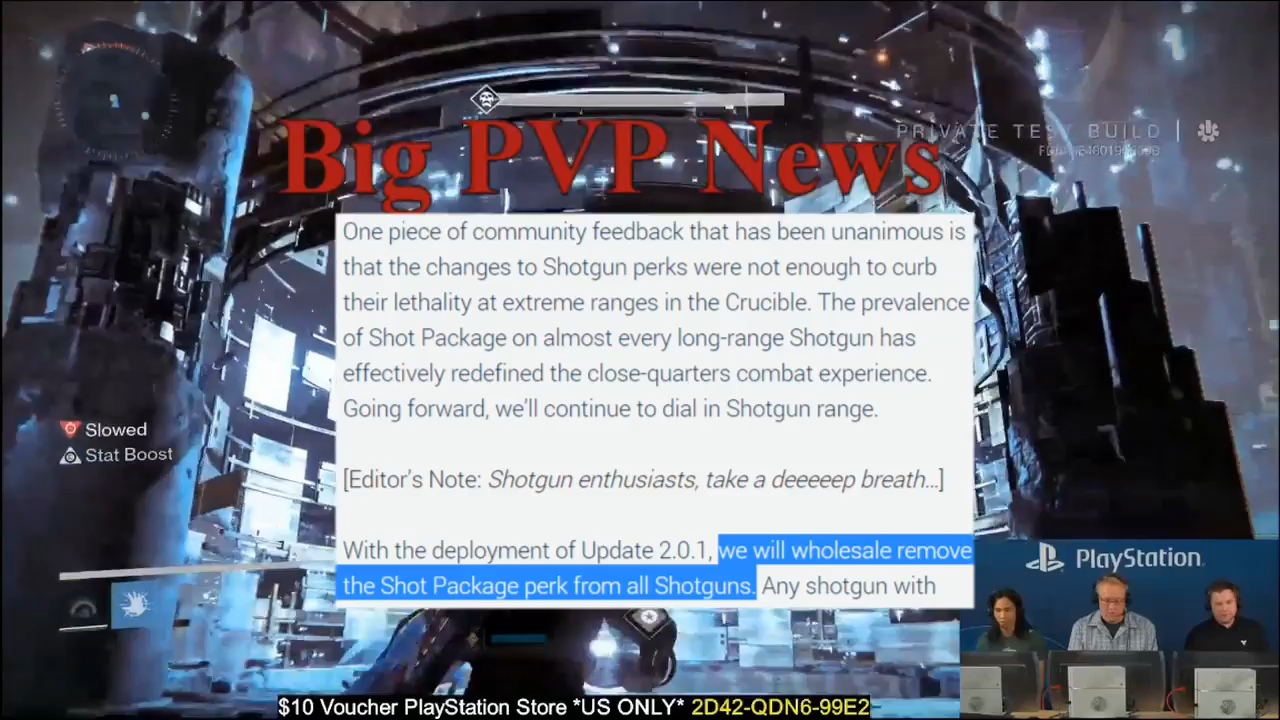 Big PVP News
PRIVATE TEST BUILD
One piece of community feedback that has been unanimous is
that the changes to Shotgun perks were not enough to curb
their lethality at extreme ranges in the Crucible. The prevalence
of Shot Package on almost every long-range Shotgun has
effectively redefined the close-quarters combat experience.
Going forward, we'll continue to dial in Shotgun range.
[Editor's Note: Shotgun enthusiasts, take a deeeeep breath…]
With the deployment of Update 2.0.1, we will wholesale remove
the Shot Package perk from all Shotguns. Any shotgun with
Slowed
Stat Boost
PlayStation
$10 Voucher PlayStation Store *US ONLY* 2D42-QDN6-99E2